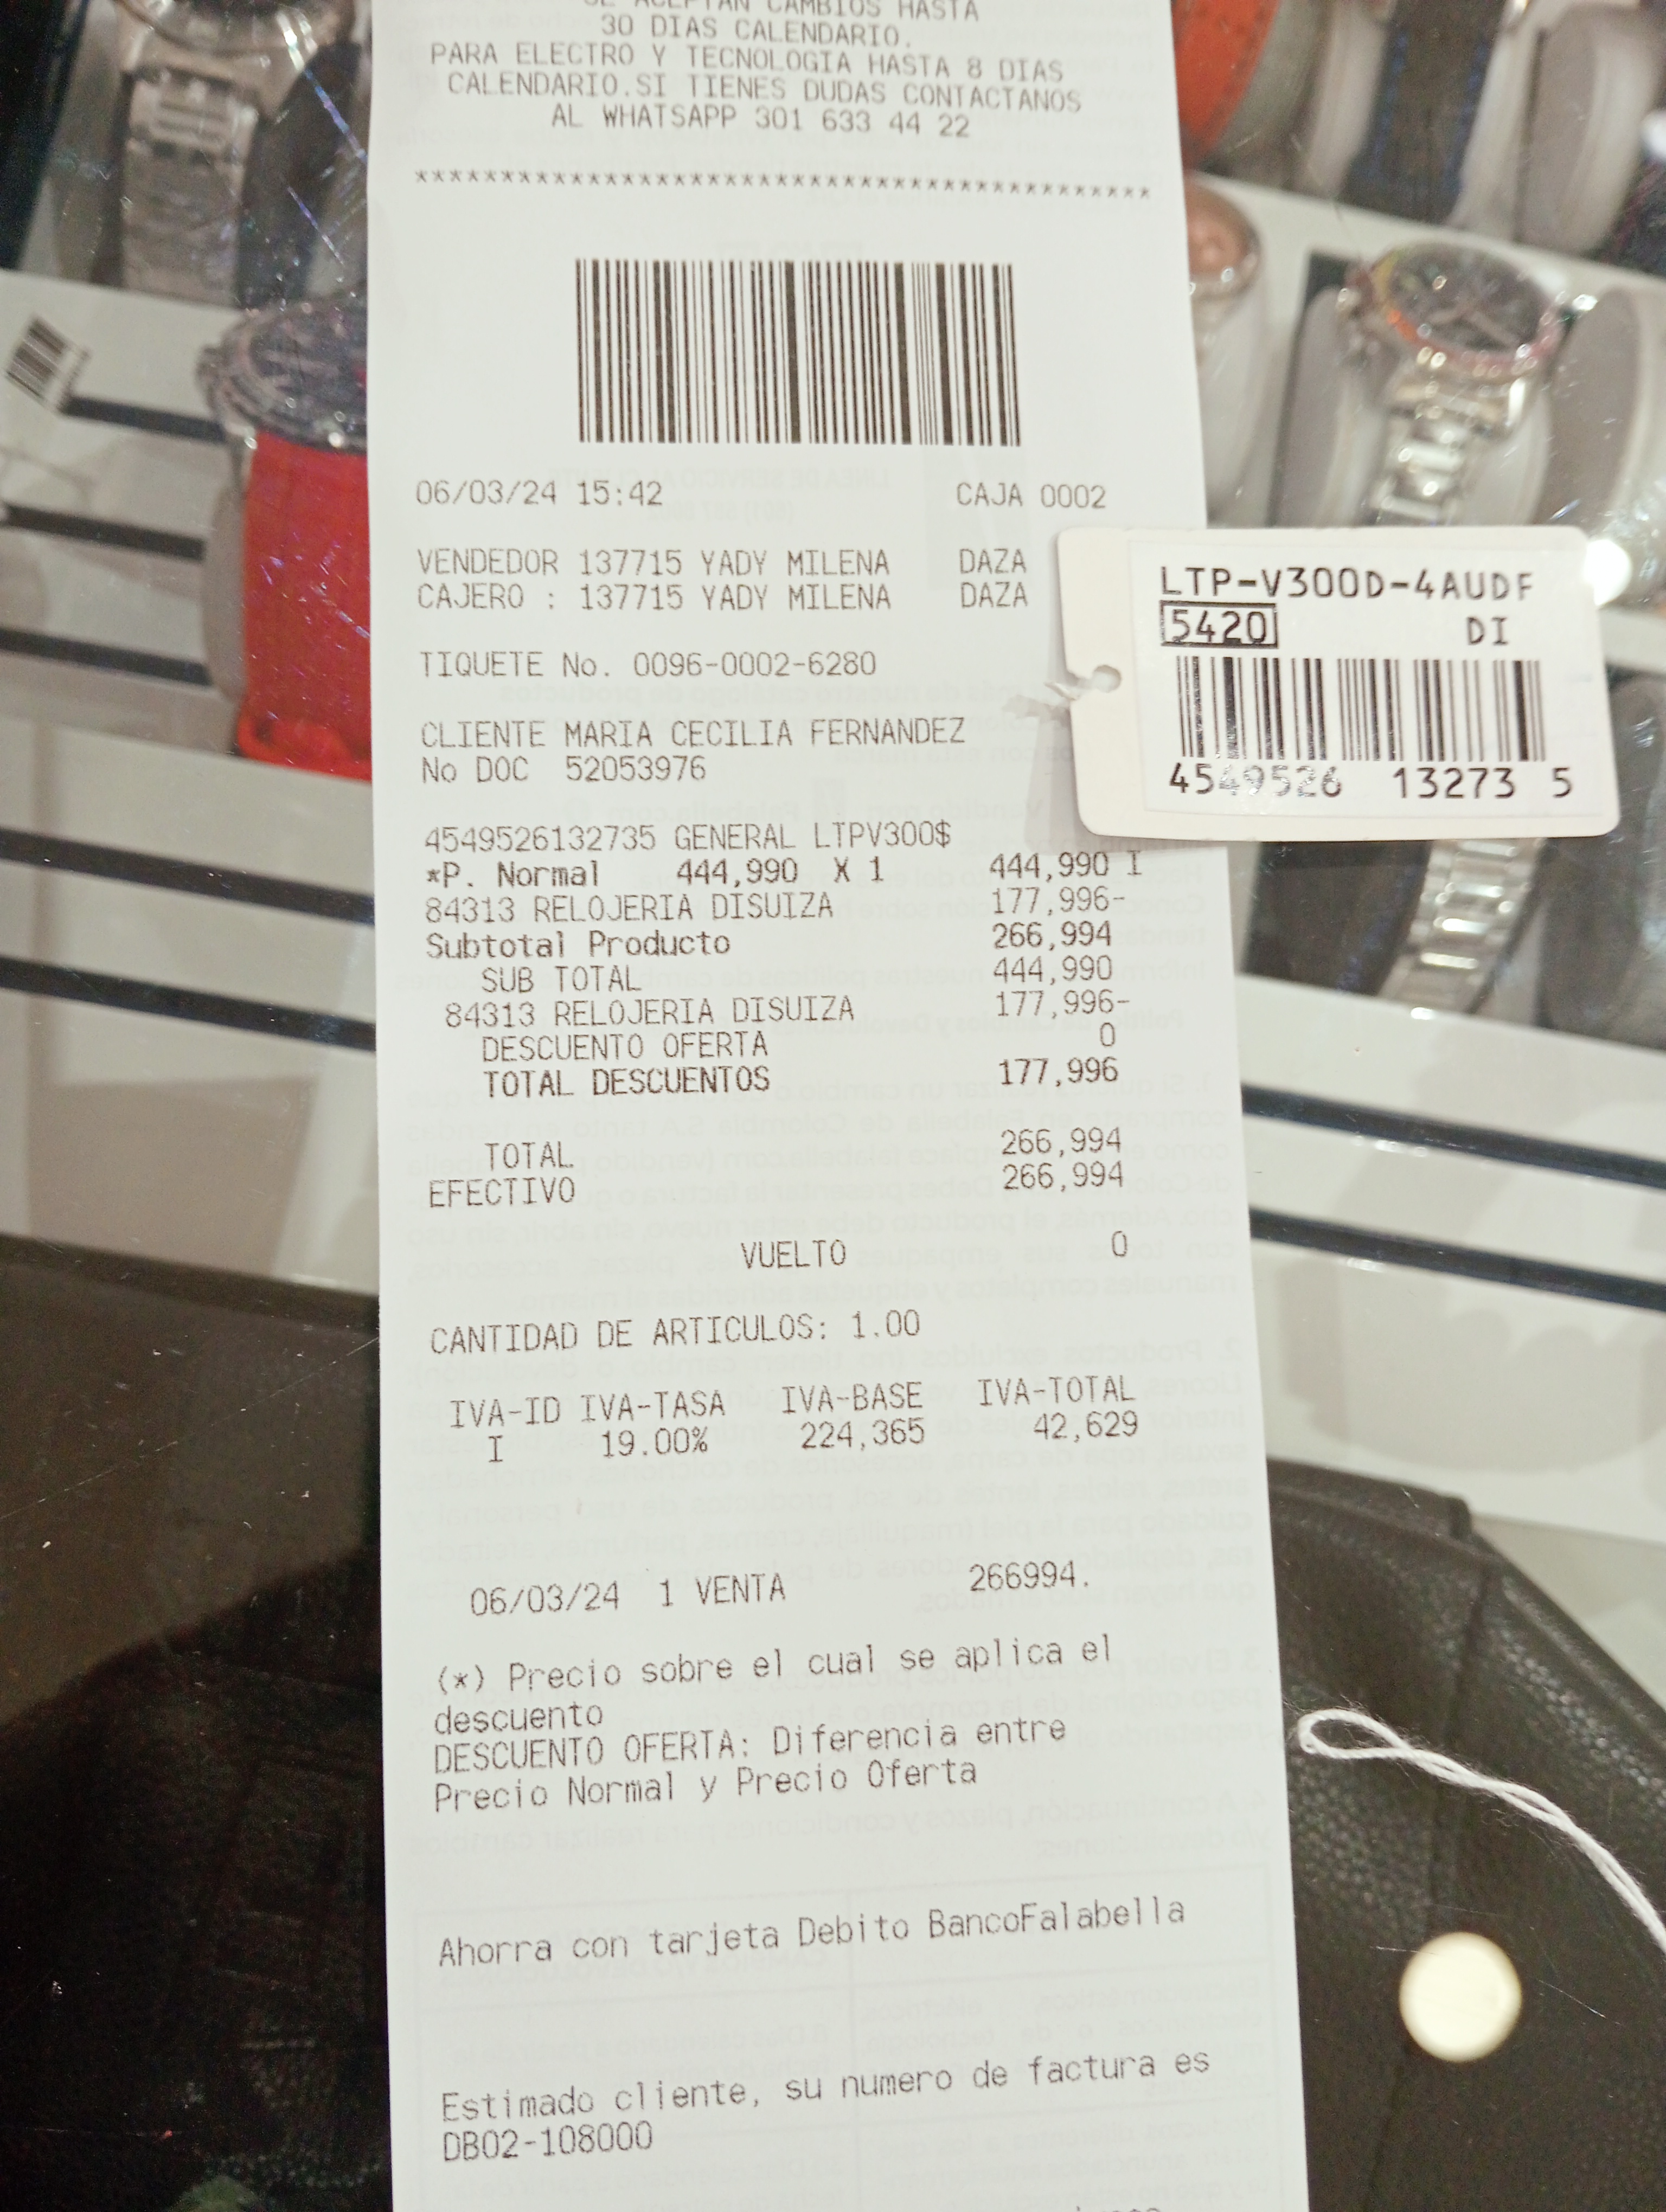 SE ACEPTAN CAMBIOS HASTA
30 DIAS CALENDARIO.
PARA ELECTRO Y TECNOLOGIA HASTA 8 DIAS
CALENDARIO.SI TIENES DUDAS CONTACTANOS
AL WHATSAPP 301 633 44 22
*****************************************
06/03/24 15:42 CAJA 0002
VENDEDOR 137715 YADY MILENA DAZA
CAJERO : 137715 YADY MILENA DAZA
TIQUETE No. 0096-0002-6280
CLIENTE MARIA CECILIA FERNANDEZ
No DOC 52053976
4549526132735 GENERAL LTPV300$
*P. Normal 444,990 X 1 444,990 I
84313 RELOJERIA DISUIZA 177,996-
Subtotal Producto 266,994
SUB TOTAL 444,990
84313 RELOJERIA DISUIZA 177,996-
DESCUENTO OFERTA 0
TOTAL DESCUENTOS 177,996
TOTAL 266,994
EFECTIVO 266,994
VUELTO 0
CANTIDAD DE ARTICULOS: 1.00
IVA-ID IVA-TASA IVA-BASE IVA-TOTAL
I 19.00% 224,365 42,629
06/03/24 1 VENTA 266994.
(*) Precio sobre el cual se aplica el
descuento
DESCUENTO OFERTA: Diferencia entre
Precio Normal y Precio Oferta
Ahorra con tarjeta Debito BancoFalabella
Estimado cliente, su numero de factura es
DB02-108000
LTP-V300D-4AUDF
5420 DI
4549526 13273 5